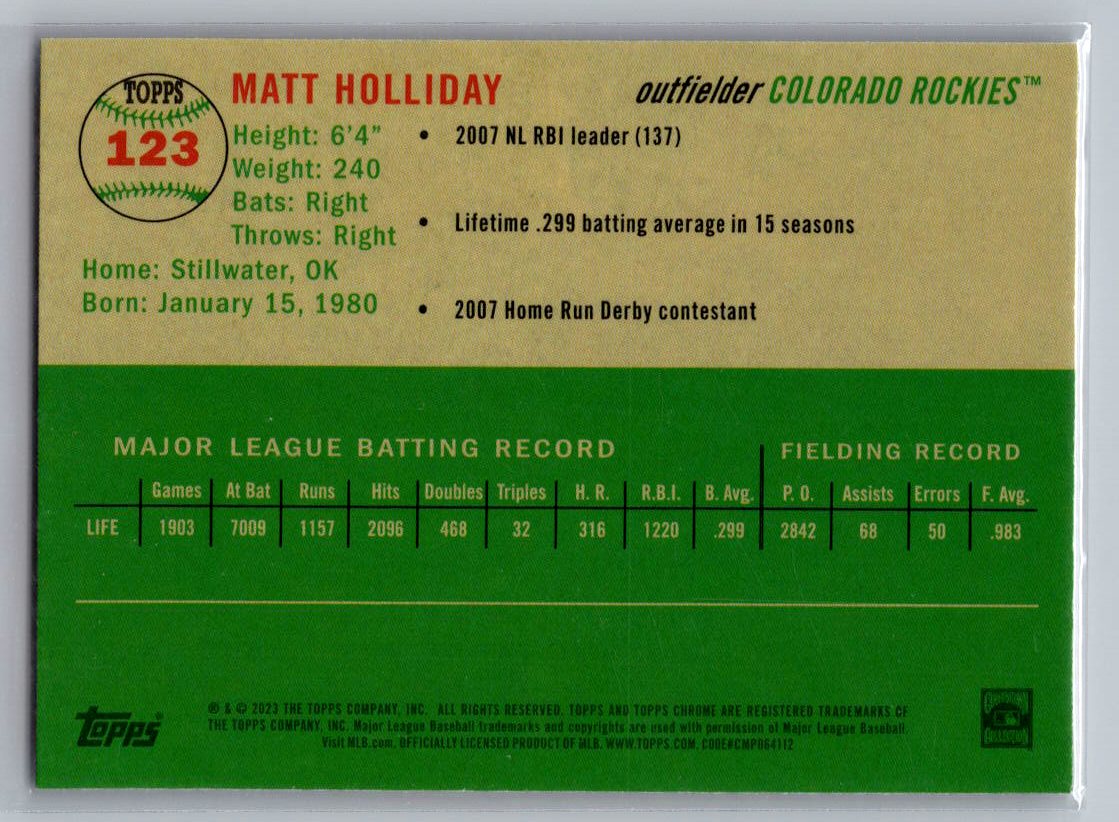 TOPPS
123
MATT HOLLIDAY
outfielder COLORADO ROCKIES™
Height: 6'4"
Weight: 240
Bats: Right
Throws: Right
Home: Stillwater, OK
Born: January 15, 1980
• 2007 NL RBI leader (137)
• Lifetime .299 batting average in 15 seasons
• 2007 Home Run Derby contestant
MAJOR LEAGUE BATTING RECORD FIELDING RECORD
Games At Bat Runs Hits Doubles Triples H. R. R.B.I. B. Avg. P. O. Assists Errors F. Avg.
LIFE 1903 7009 1157 2096 468 32 316 1220 .299 2842 68 50 .983
topps®
® & © 2023 THE TOPPS COMPANY, INC. ALL RIGHTS RESERVED. TOPPS AND TOPPS CHROME ARE REGISTERED TRADEMARKS OF
THE TOPPS COMPANY, INC. Major League Baseball trademarks and copyrights are used with permission of Major League Baseball.
Visit MLB.com. OFFICIALLY LICENSED PRODUCT OF MLB. WWW.TOPPS.COM. CODE#CMP064112